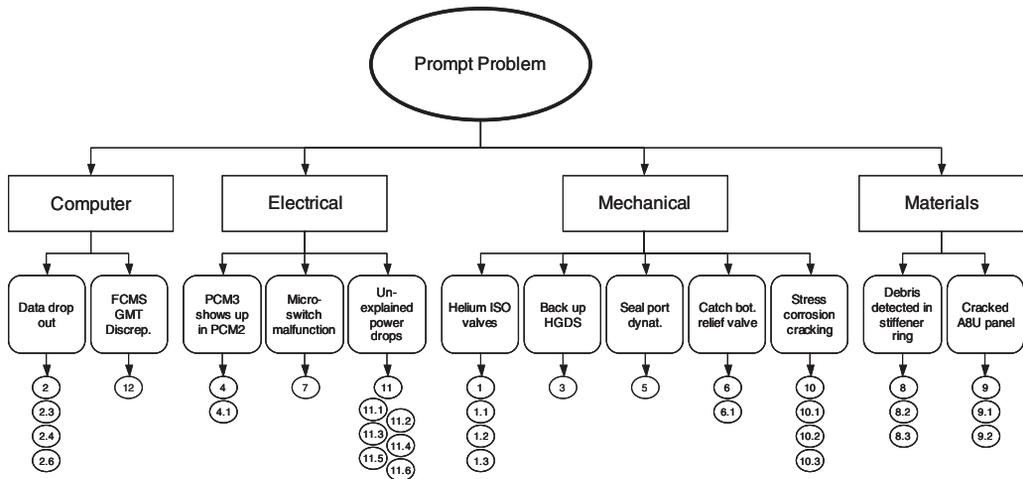 Prompt Problem
Computer
Electrical
Mechanical
Materials
Data drop
out
FCMS
GMT
Discrep.
PCM3
shows up
in PCM2
Micro-
switch
malfunction
Un-
explained
power
drops
Helium ISO
valves
Back up
HGDS
Seal port
dynat.
Catch bot.
relief valve
Stress
corrosion
cracking
Debris
detected in
stiffener
ring
Cracked
A8U panel
2
2.3
2.4
2.6
12
4
4.1
7
11
11.1
11.2
11.3
11.4
11.5
11.6
1
1.1
1.2
1.3
3
5
6
6.1
10
10.1
10.2
10.3
8
8.2
8.3
9
9.1
9.2